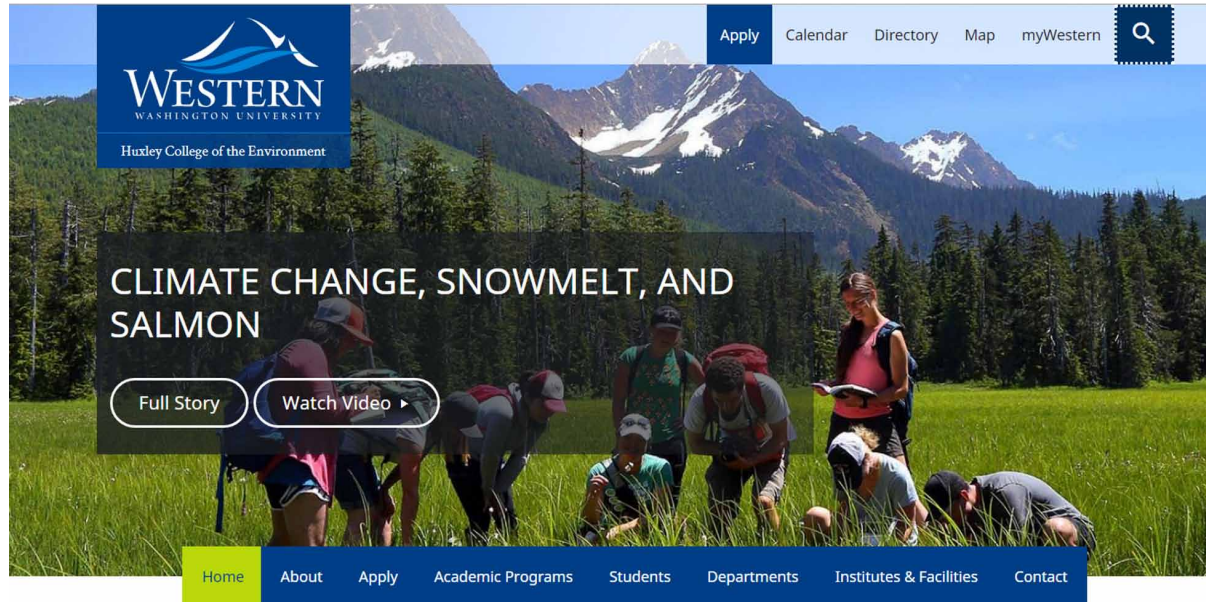 WESTERN
WASHINGTON UNIVERSITY
Huxley College of the Environment
Apply Calendar Directory Map myWestern
CLIMATE CHANGE, SNOWMELT, AND
SALMON
Full Story Watch Video
Home About Apply Academic Programs Students Departments Institutes & Facilities Contact